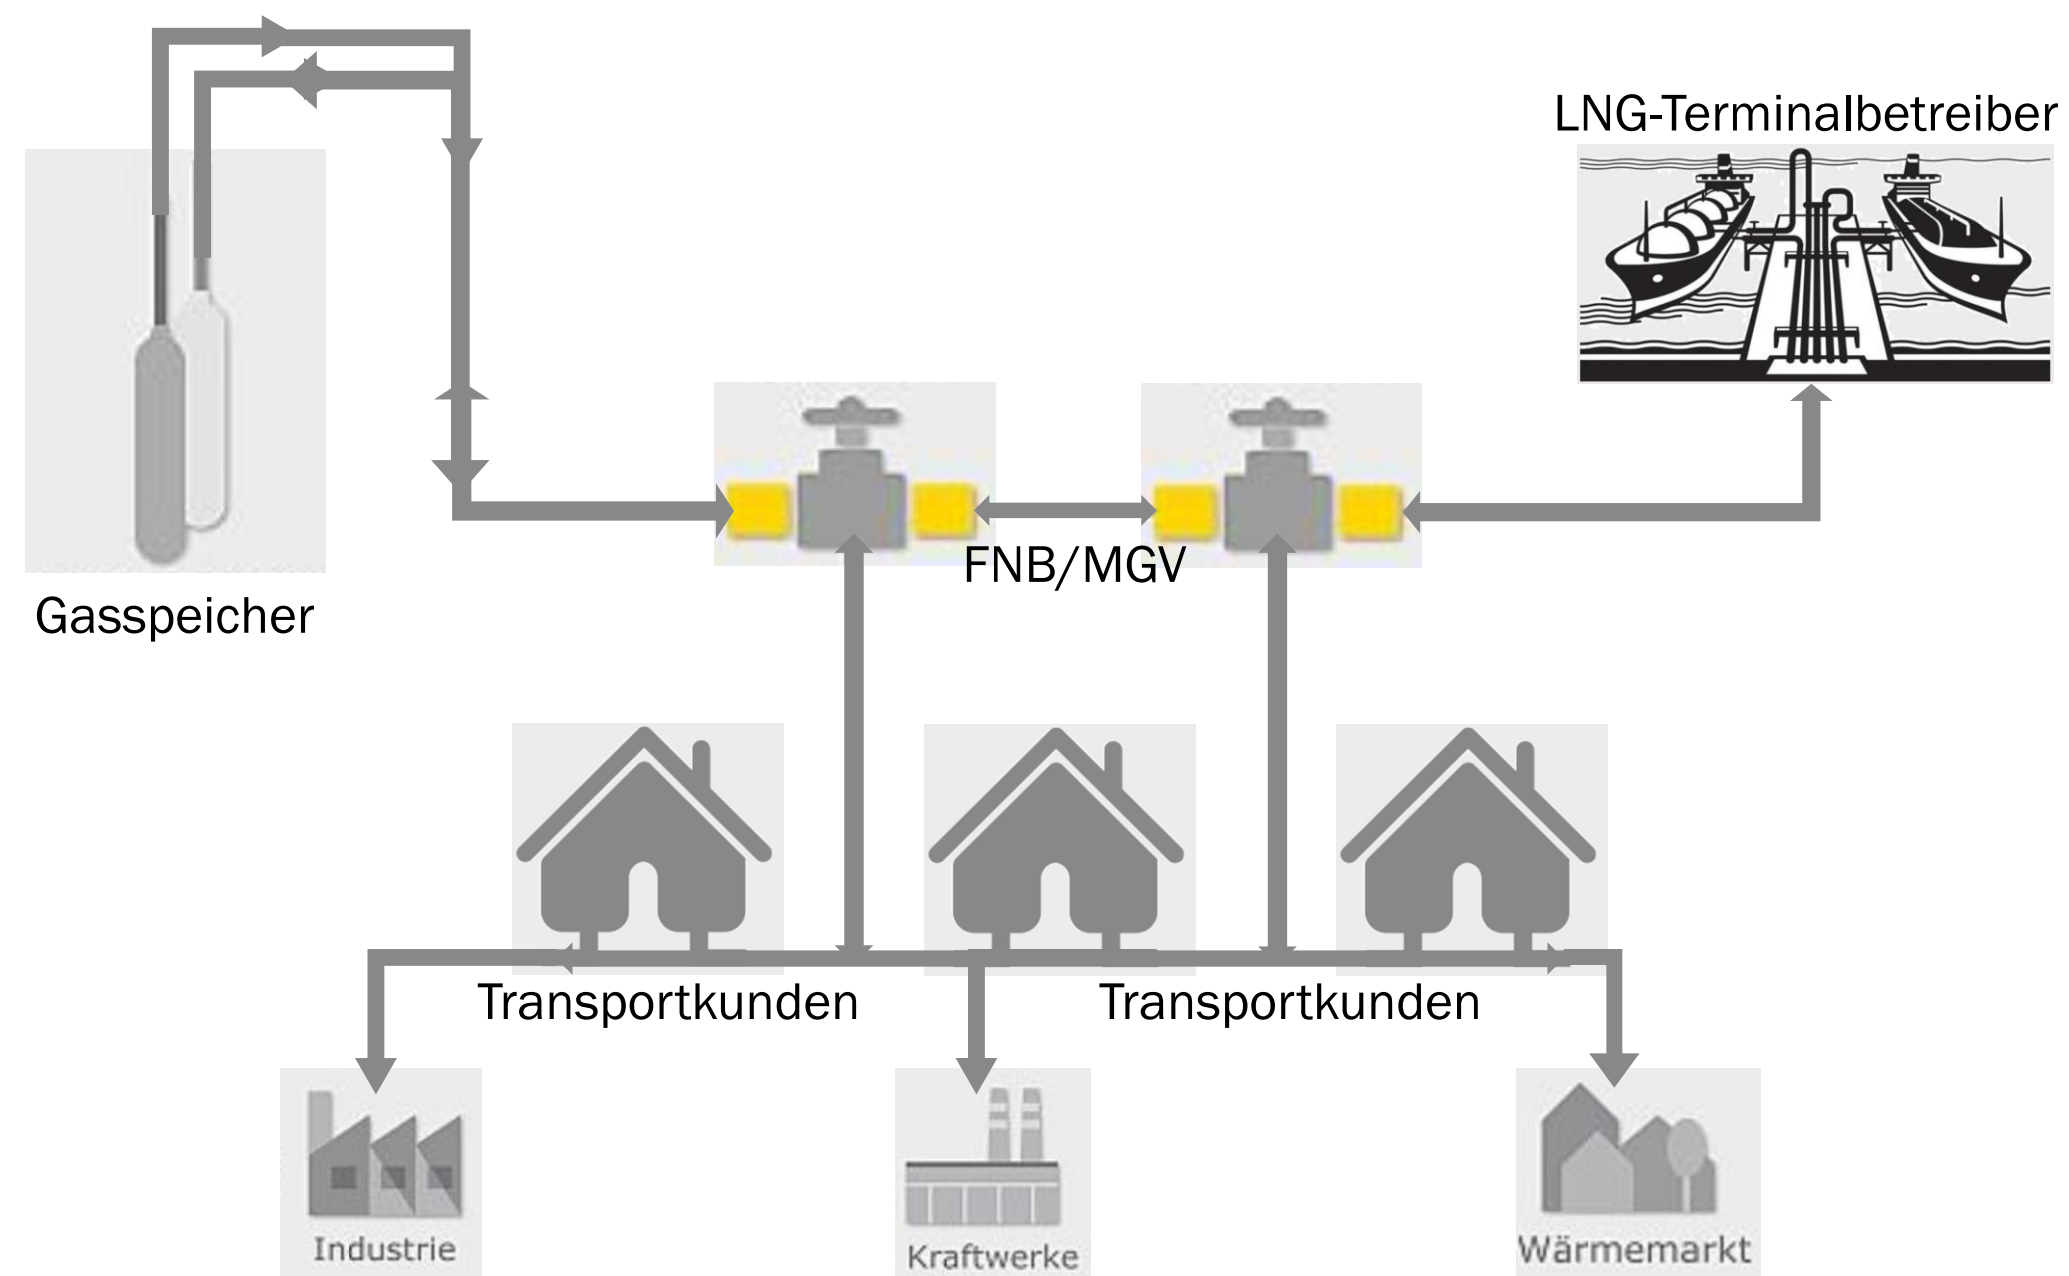 LNG-Terminalbetreiber
FNB/MGV
Gasspeicher
Transportkunden
Transportkunden
Industrie
Kraftwerke
Wärmemarkt